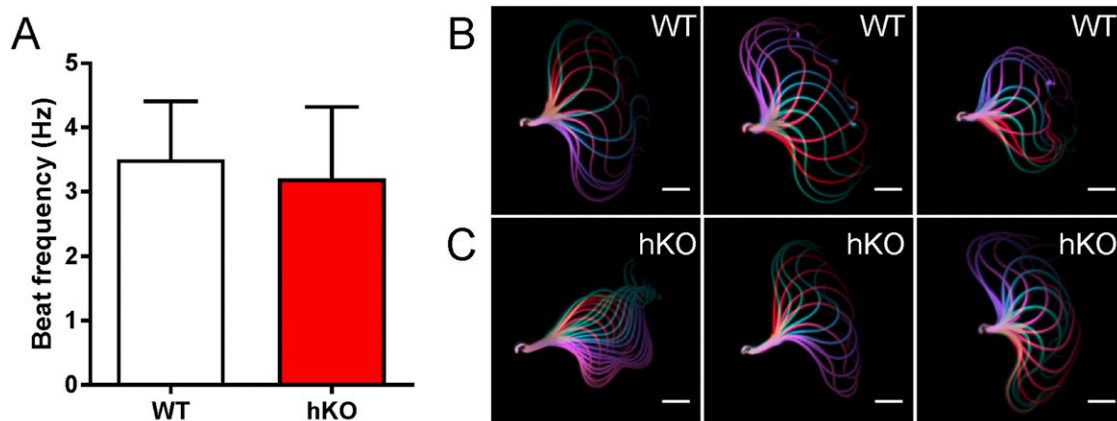 A
Beat frequency (Hz)
5
4
3
2
1
0
WT
hKO
B
WT
WT
WT
C
hKO
hKO
hKO